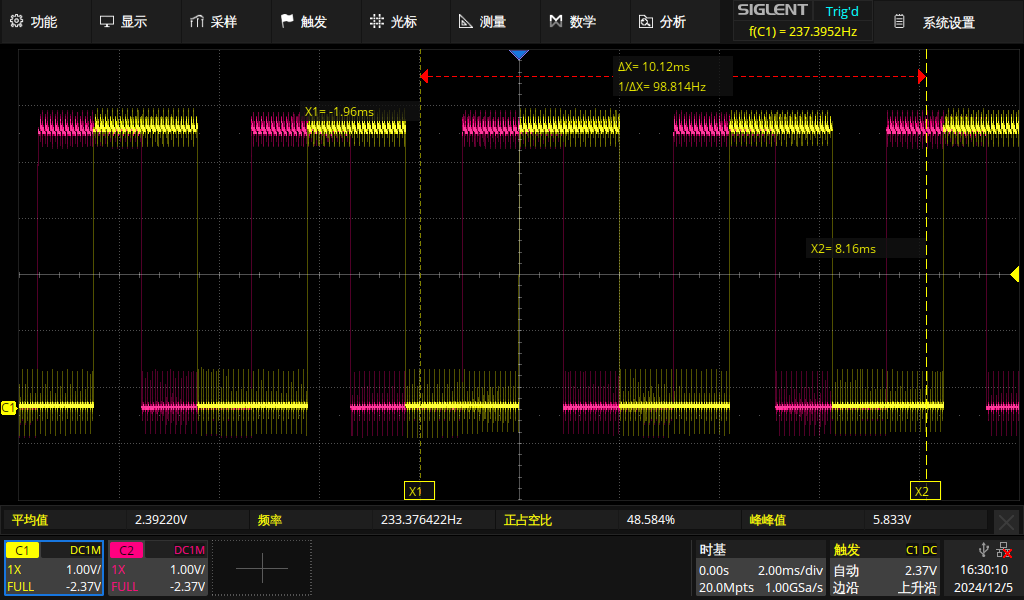 功能 显示 采样 触发 光标 测量 数学 分析 SIGLENT Trig'd 系统设置
f(C1) = 237.3952Hz
ΔX= 10.12ms
1/ΔX= 98.814Hz
X1= -1.96ms
X2= 8.16ms
C1
X1 X2
平均值 2.39220V 频率 233.376422Hz 正占空比 48.584% 峰峰值 5.833V
C1 DC1M C2 DC1M 时基 触发 C1 DC
1X 1.00V/ 1X 1.00V/ 0.00s 2.00ms/div 自动 2.37V 16:30:10
FULL -2.37V FULL -2.37V 20.0Mpts 1.00GSa/s 边沿 上升沿 2024/12/5